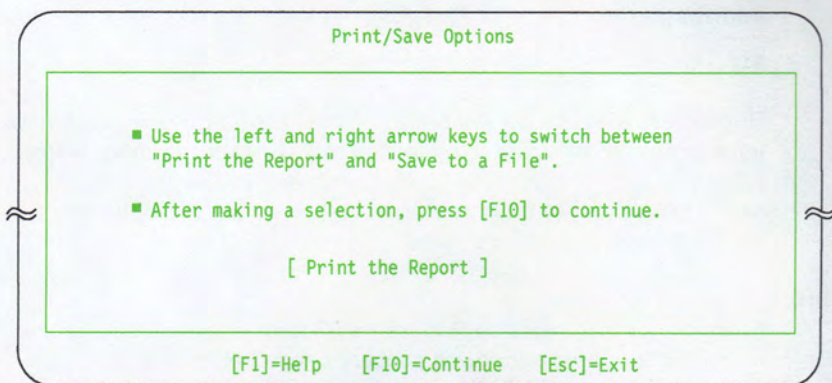 Print/Save Options
■ Use the left and right arrow keys to switch between
"Print the Report" and "Save to a File".
■ After making a selection, press [F10] to continue.
[ Print the Report ]
[F1]=Help [F10]=Continue [Esc]=Exit